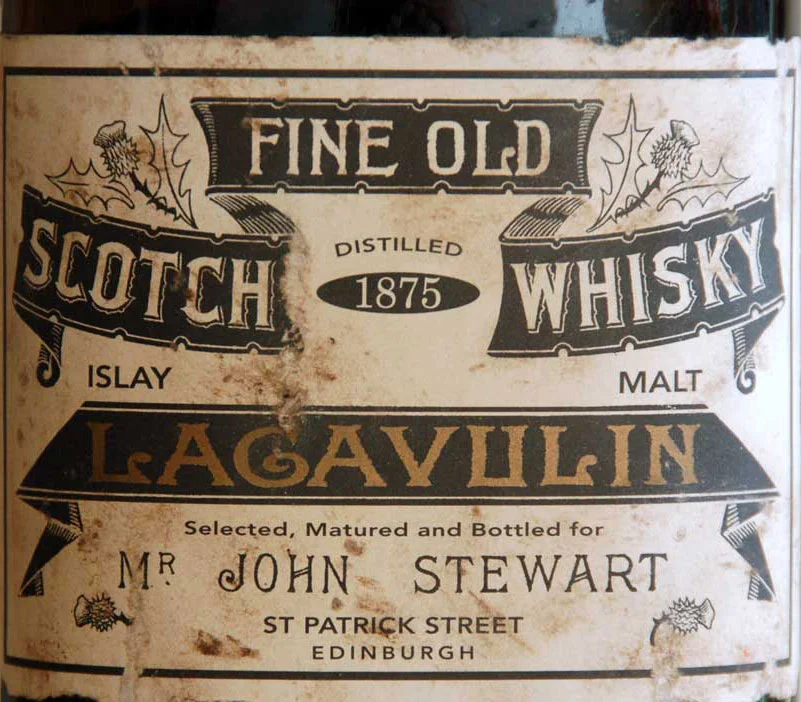 FINE OLD
SCOTCH WHISKY
DISTILLED
1875
ISLAY MALT
LAGAVULIN
Selected, Matured and Bottled for
MR JOHN STEWART
ST PATRICK STREET
EDINBURGH